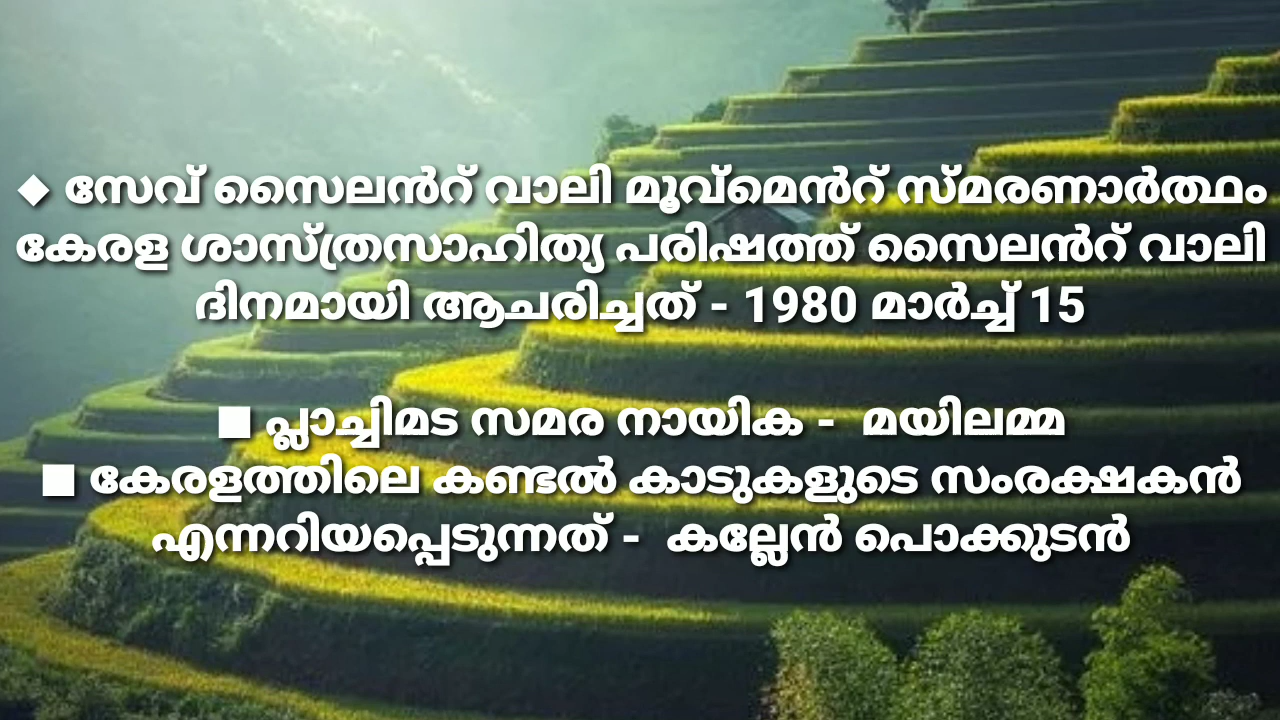 ◆ സേവ് സൈലൻറ് വാലി മൂവ്മെൻറ് സ്മരണാർത്ഥം
കേരള ശാസ്ത്രസാഹിത്യ പരിഷത്ത് സൈലൻറ് വാലി
ദിനമായി ആചരിച്ചത് - 1980 മാർച്ച് 15
■ പ്ലാച്ചിമട സമര നായിക - മയിലമ്മ
■ കേരളത്തിലെ കണ്ടൽ കാടുകളുടെ സംരക്ഷകൻ
എന്നറിയപ്പെടുന്നത് - കല്ലേൻ പൊക്കുടൻ